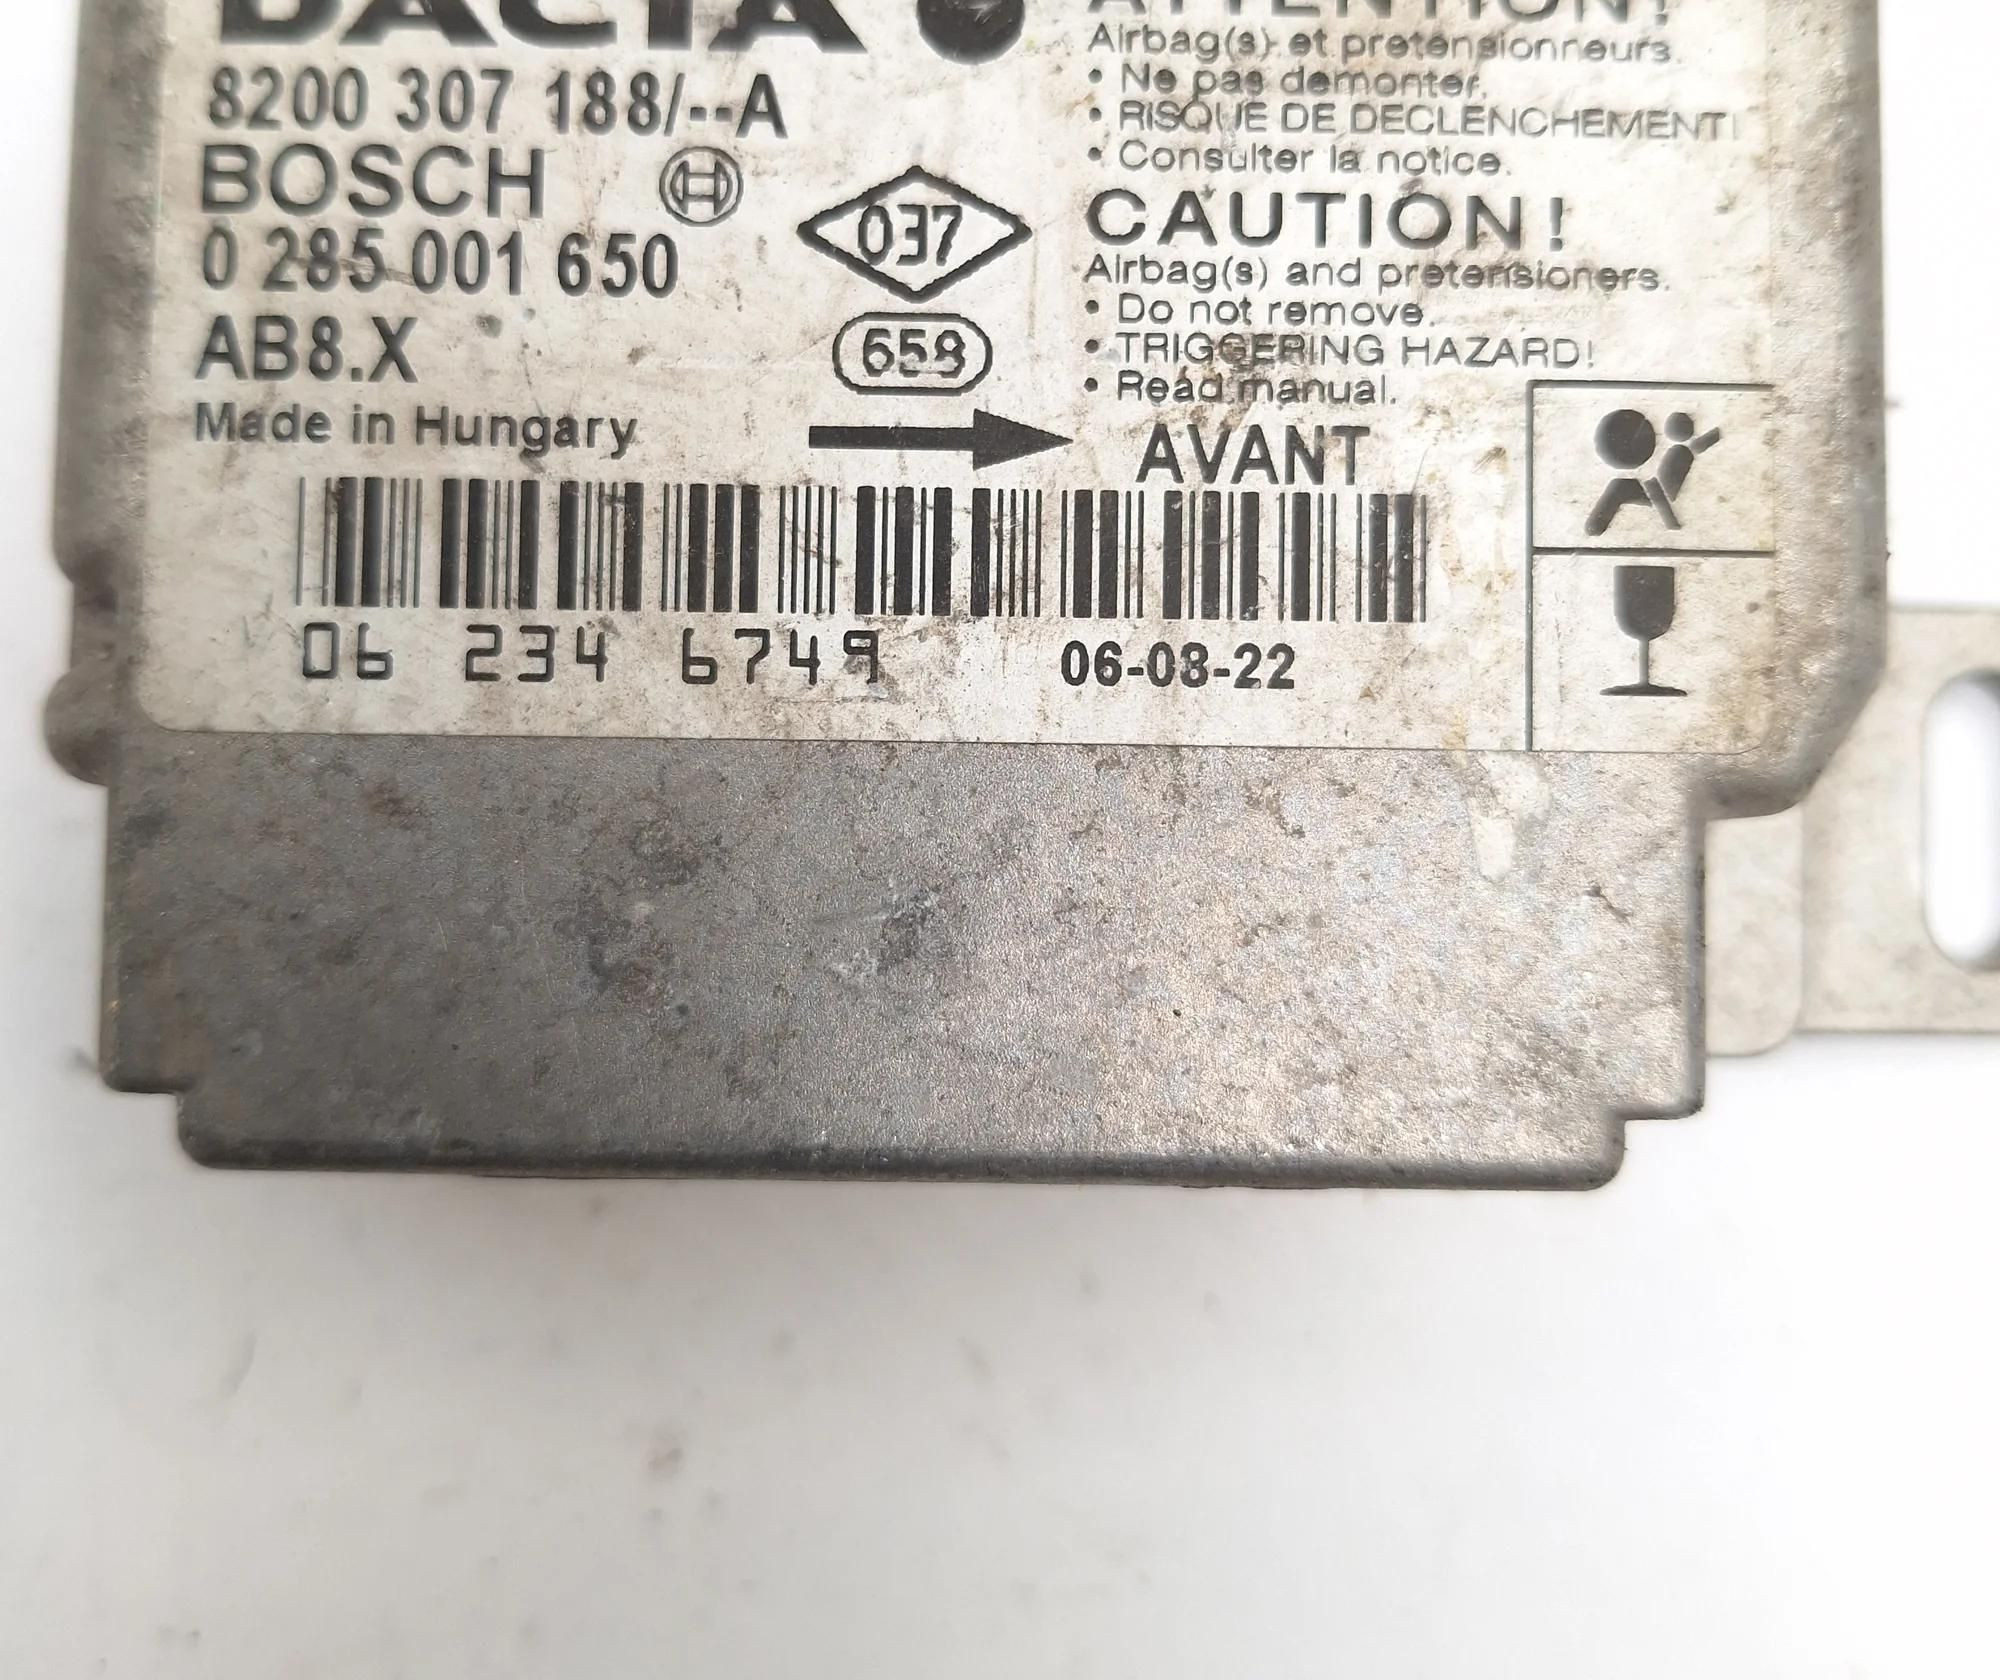 DACIA
8200 307 188/--A
BOSCH
0 285 001 650
AB8.X
Made in Hungary
037
658
ATTENTION!
Airbag(s) et pretensionneurs.
• Ne pas demonter.
• RISQUE DE DECLENCHEMENT!
• Consulter la notice.
CAUTION!
Airbag(s) and pretensioners.
• Do not remove.
• TRIGGERING HAZARD!
• Read manual.
AVANT
06 234 6749
06-08-22